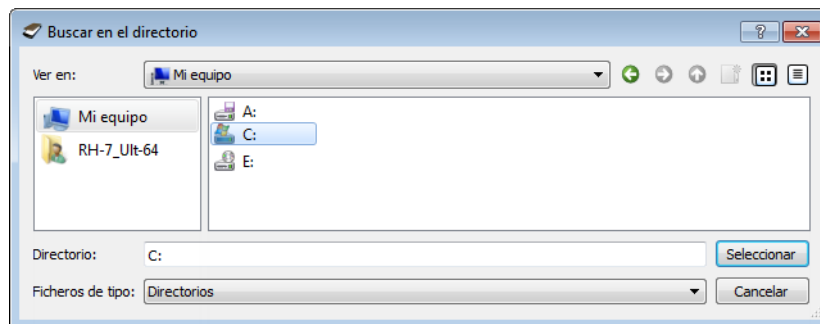 Buscar en el directorio
Ver en: Mi equipo
Mi equipo
RH-7_Ult-64
A:
C:
E:
Directorio: C: Seleccionar
Ficheros de tipo: Directorios Cancelar